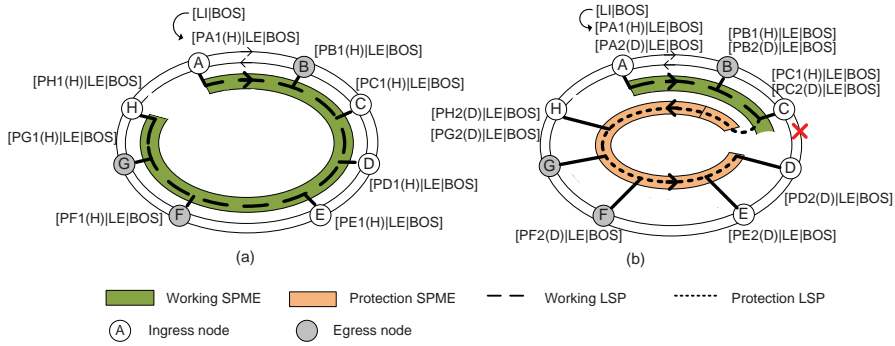 [LI|BOS]
[PA1(H)|LE|BOS]
[PB1(H)|LE|BOS]
A
B
[PH1(H)|LE|BOS]
[PC1(H)|LE|BOS]
H
C
[PG1(H)|LE|BOS]
G
D
[PD1(H)|LE|BOS]
[PF1(H)|LE|BOS]
F
E
[PE1(H)|LE|BOS]
(a)
[LI|BOS]
[PA1(H)|LE|BOS]
[PA2(D)|LE|BOS]
[PB1(H)|LE|BOS]
[PB2(D)|LE|BOS]
A
B
[PC1(H)|LE|BOS]
[PC2(D)|LE|BOS]
H
C
[PH2(D)|LE|BOS]
[PG2(D)|LE|BOS]
G
D
[PD2(D)|LE|BOS]
F
E
[PF2(D)|LE|BOS]
[PE2(D)|LE|BOS]
(b)
Working SPME
Protection SPME
Working LSP
Protection LSP
A
Ingress node
G
Egress node